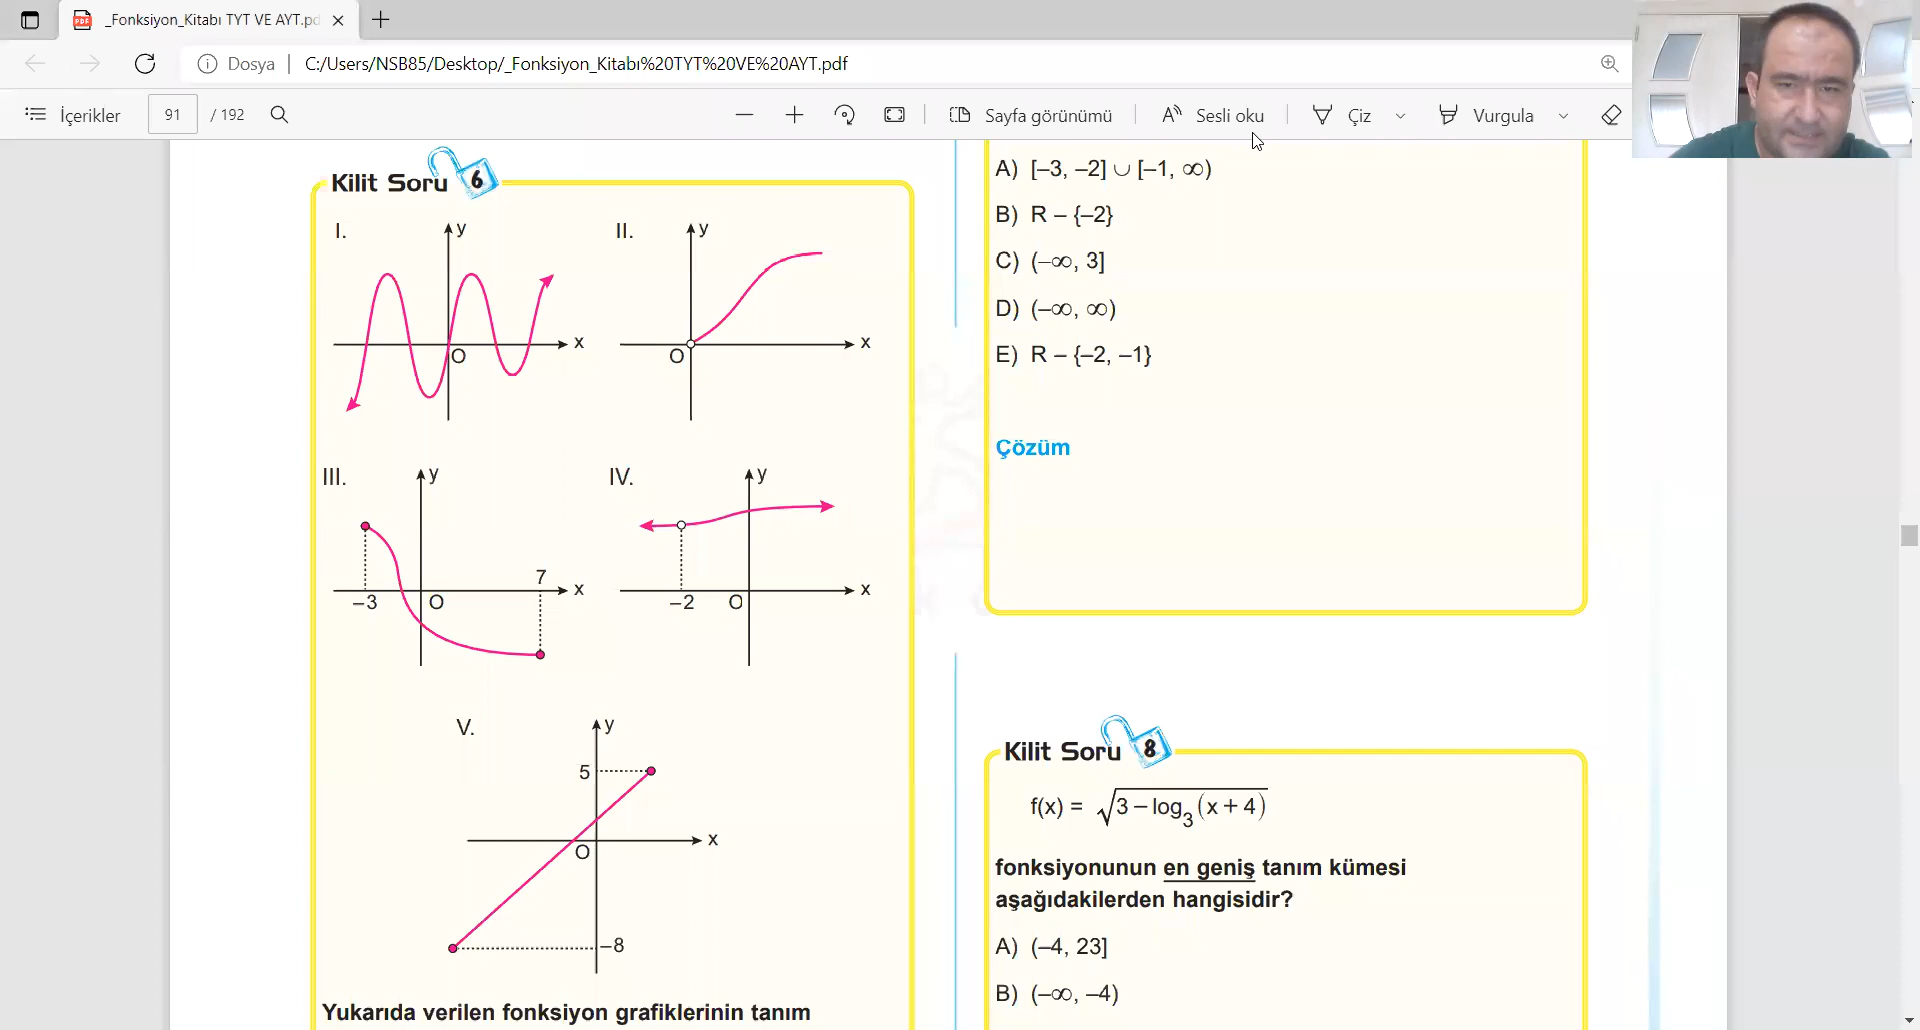 _Fonksiyon_Kitabı TYT VE AYT.pd
Dosya
C:/Users/NSB85/Desktop/_Fonksiyon_Kitabı%20TYT%20VE%20AYT.pdf
İçerikler
91
/ 192
Sayfa görünümü
Sesli oku
Çiz
Vurgula
Kilit Soru 6
I.
y
x
O
II.
y
x
O
III.
y
7
x
–3
O
IV.
y
x
–2
O
V.
y
5
x
O
–8
Yukarıda verilen fonksiyon grafiklerinin tanım
A) [–3, –2] ∪ [–1, ∞)
B) R – {–2}
C) (–∞, 3]
D) (–∞, ∞)
E) R – {–2, –1}
Çözüm
Kilit Soru 8
f(x) = √3 – log₃(x + 4)
fonksiyonunun en geniş tanım kümesi
aşağıdakilerden hangisidir?
A) (–4, 23]
B) (–∞, –4)